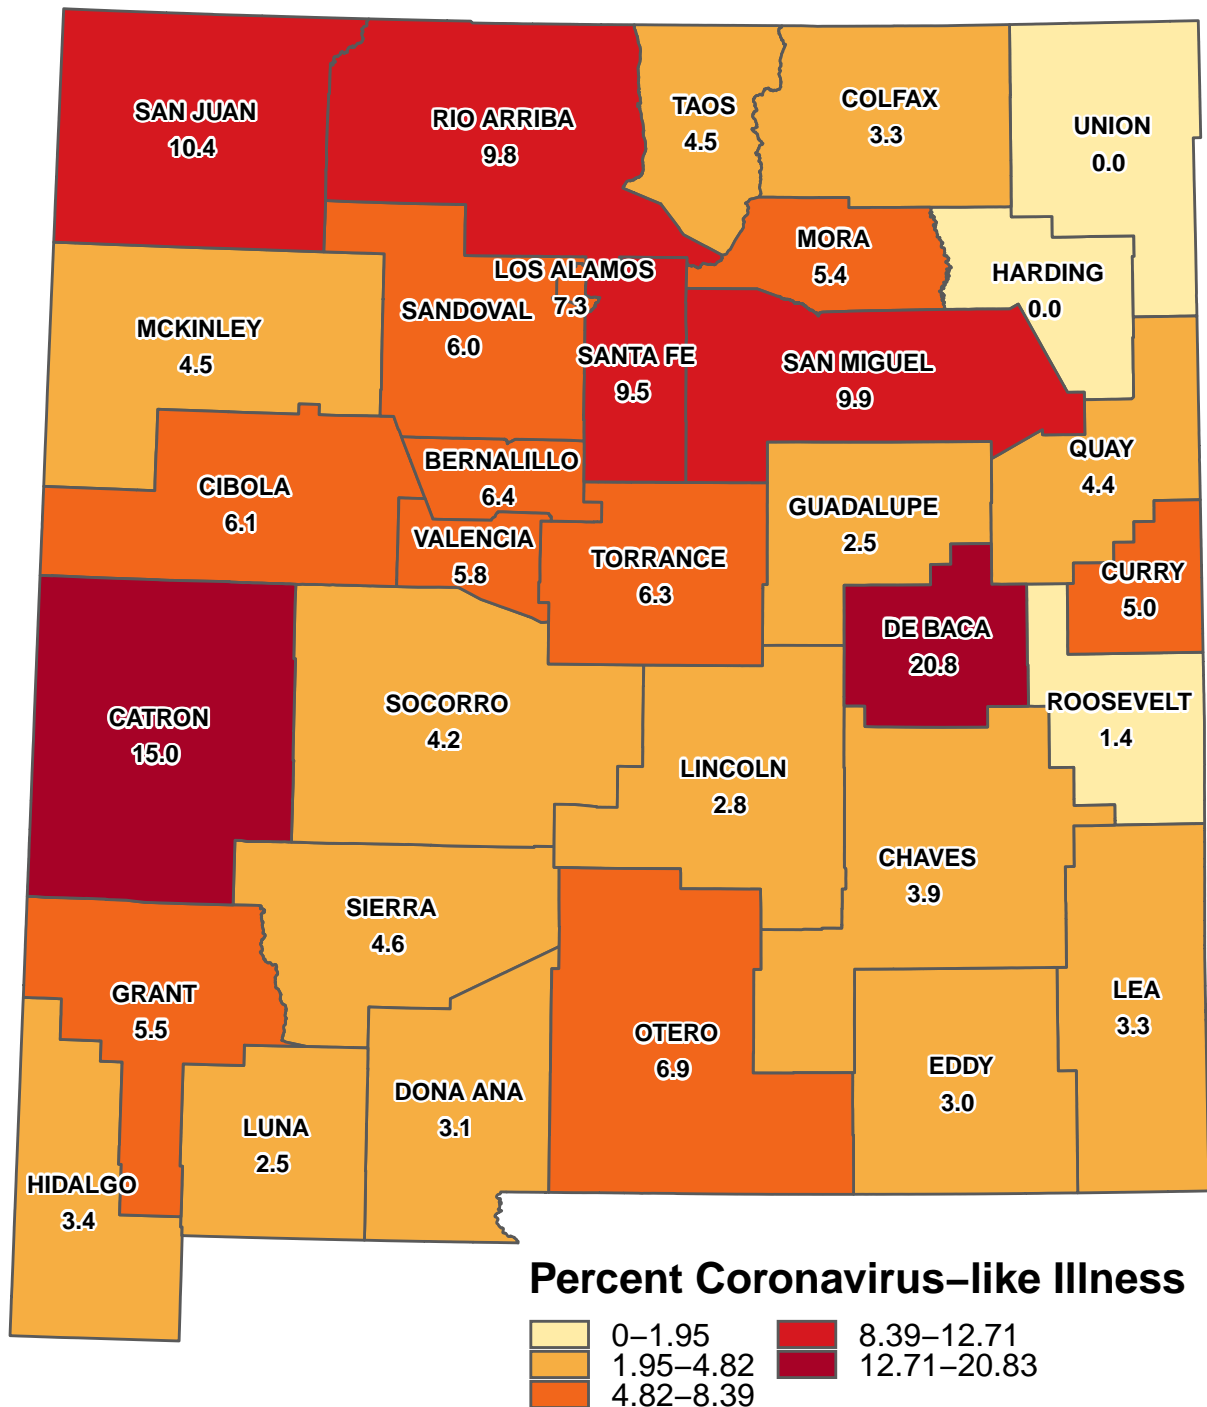 SAN JUAN
10.4
RIO ARRIBA
9.8
TAOS
4.5
COLFAX
3.3
UNION
0.0
MORA
5.4
HARDING
0.0
LOS ALAMOS
7.3
SANDOVAL
6.0
MCKINLEY
4.5
SANTA FE
9.5
SAN MIGUEL
9.9
QUAY
4.4
BERNALILLO
6.4
CIBOLA
6.1
GUADALUPE
2.5
VALENCIA
5.8
TORRANCE
6.3
CURRY
5.0
DE BACA
20.8
ROOSEVELT
1.4
CATRON
15.0
SOCORRO
4.2
LINCOLN
2.8
CHAVES
3.9
SIERRA
4.6
GRANT
5.5
LEA
3.3
OTERO
6.9
EDDY
3.0
DONA ANA
3.1
LUNA
2.5
HIDALGO
3.4
Percent Coronavirus−like Illness
0−1.95
1.95−4.82
4.82−8.39
8.39−12.71
12.71−20.83